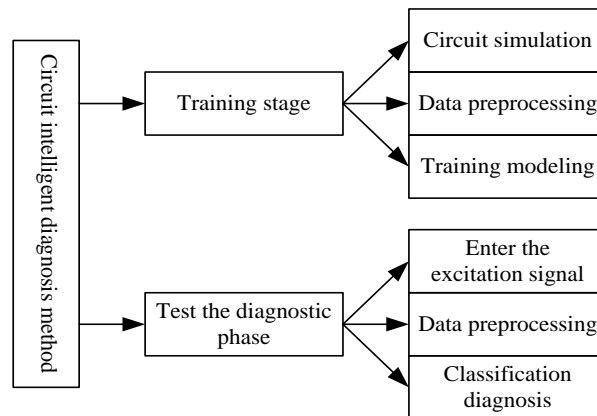 Circuit intelligent diagnosis method
Training stage
Circuit simulation
Data preprocessing
Training modeling
Test the diagnostic
phase
Enter the
excitation signal
Data preprocessing
Classification
diagnosis